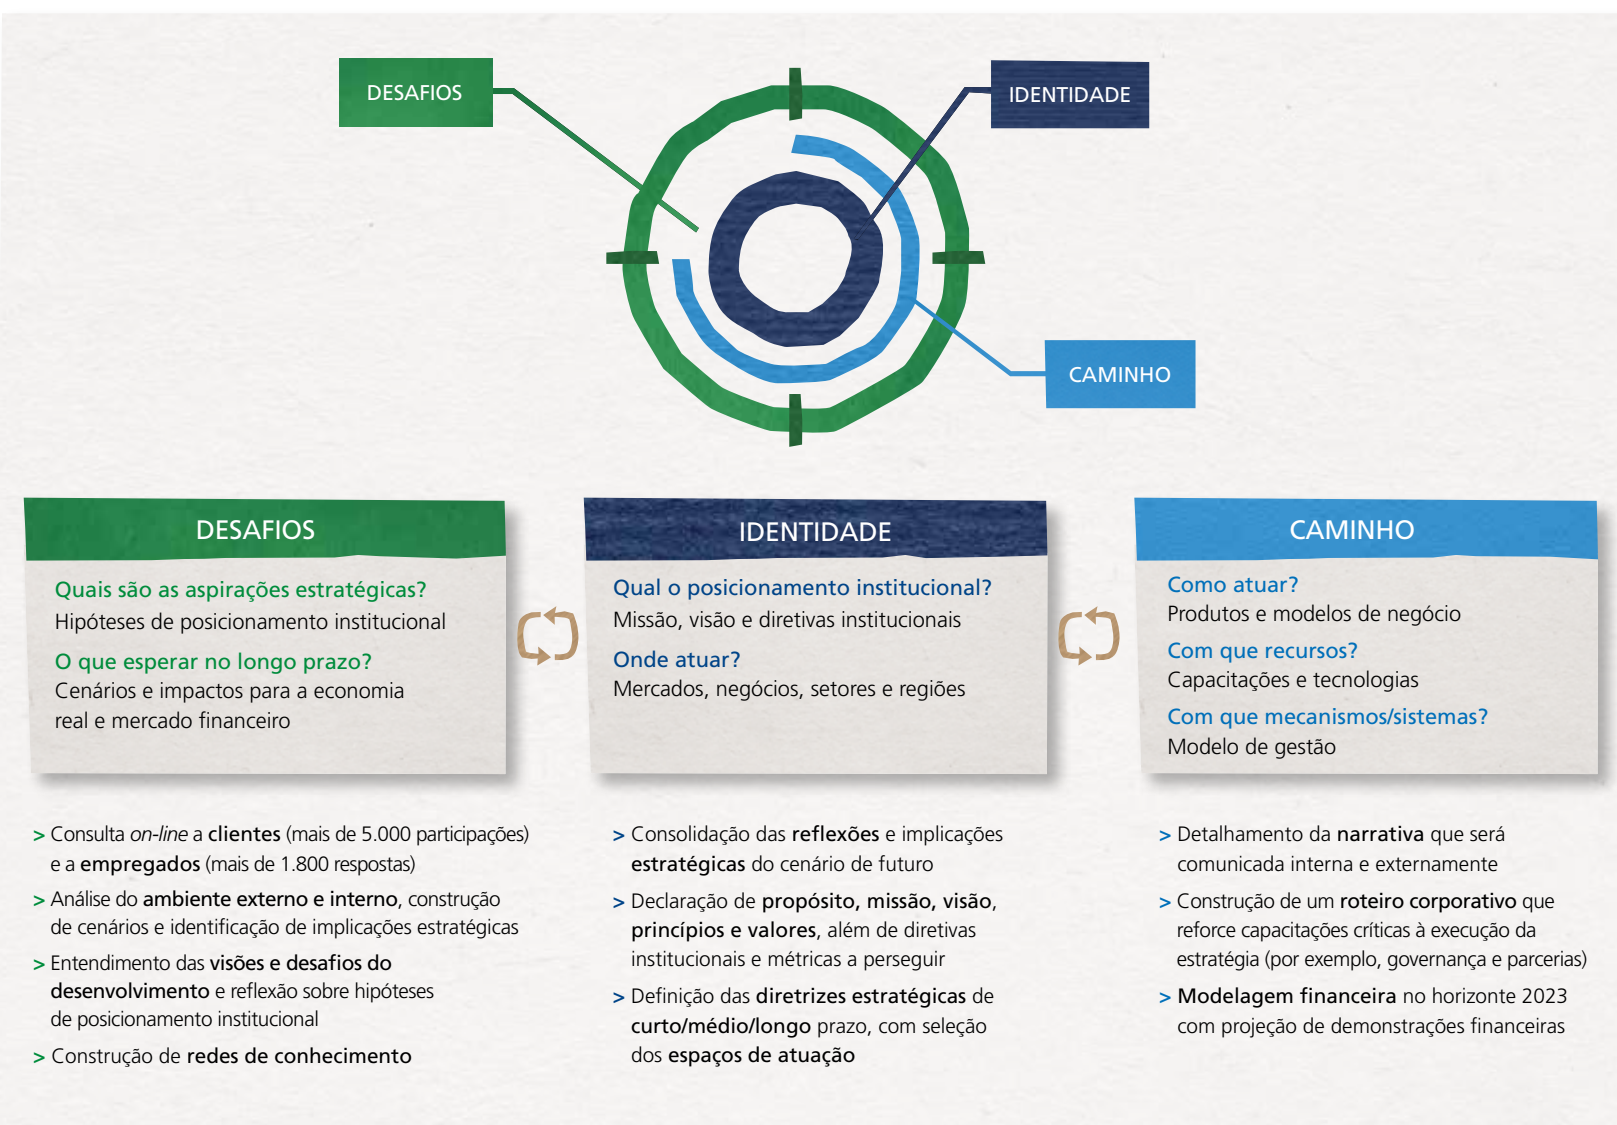 DESAFIOS
IDENTIDADE
CAMINHO
DESAFIOS
Quais são as aspirações estratégicas?
Hipóteses de posicionamento institucional
O que esperar no longo prazo?
Cenários e impactos para a economia
real e mercado financeiro
IDENTIDADE
Qual o posicionamento institucional?
Missão, visão e diretivas institucionais
Onde atuar?
Mercados, negócios, setores e regiões
CAMINHO
Como atuar?
Produtos e modelos de negócio
Com que recursos?
Capacitações e tecnologias
Com que mecanismos/sistemas?
Modelo de gestão
> Consulta on-line a clientes (mais de 5.000 participações)
e a empregados (mais de 1.800 respostas)
> Análise do ambiente externo e interno, construção
de cenários e identificação de implicações estratégicas
> Entendimento das visões e desafios do
desenvolvimento e reflexão sobre hipóteses
de posicionamento institucional
> Construção de redes de conhecimento
> Consolidação das reflexões e implicações
estratégicas do cenário de futuro
> Declaração de propósito, missão, visão,
princípios e valores, além de diretivas
institucionais e métricas a perseguir
> Definição das diretrizes estratégicas de
curto/médio/longo prazo, com seleção
dos espaços de atuação
> Detalhamento da narrativa que será
comunicada interna e externamente
> Construção de um roteiro corporativo que
reforce capacitações críticas à execução da
estratégia (por exemplo, governança e parcerias)
> Modelagem financeira no horizonte 2023
com projeção de demonstrações financeiras